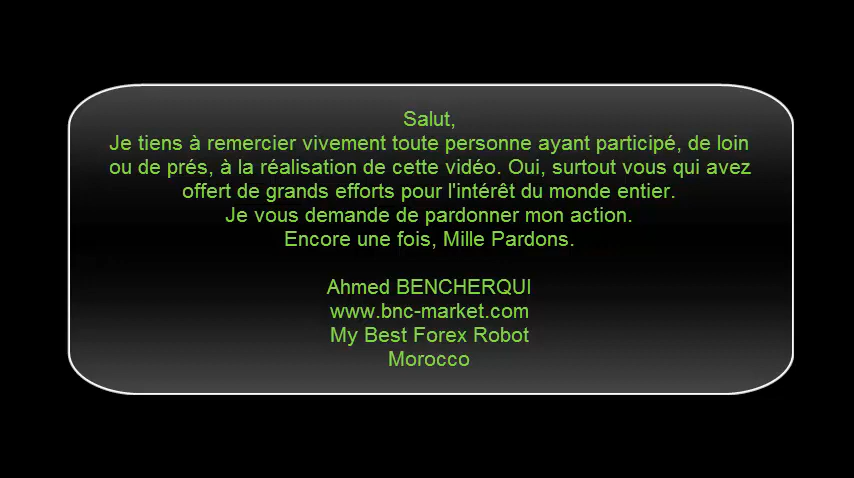 Salut,
Je tiens à remercier vivement toute personne ayant participé, de loin
ou de prés, à la réalisation de cette vidéo. Oui, surtout vous qui avez
offert de grands efforts pour l'intérêt du monde entier.
Je vous demande de pardonner mon action.
Encore une fois, Mille Pardons.
Ahmed BENCHERQUI
www.bnc-market.com
My Best Forex Robot
Morocco